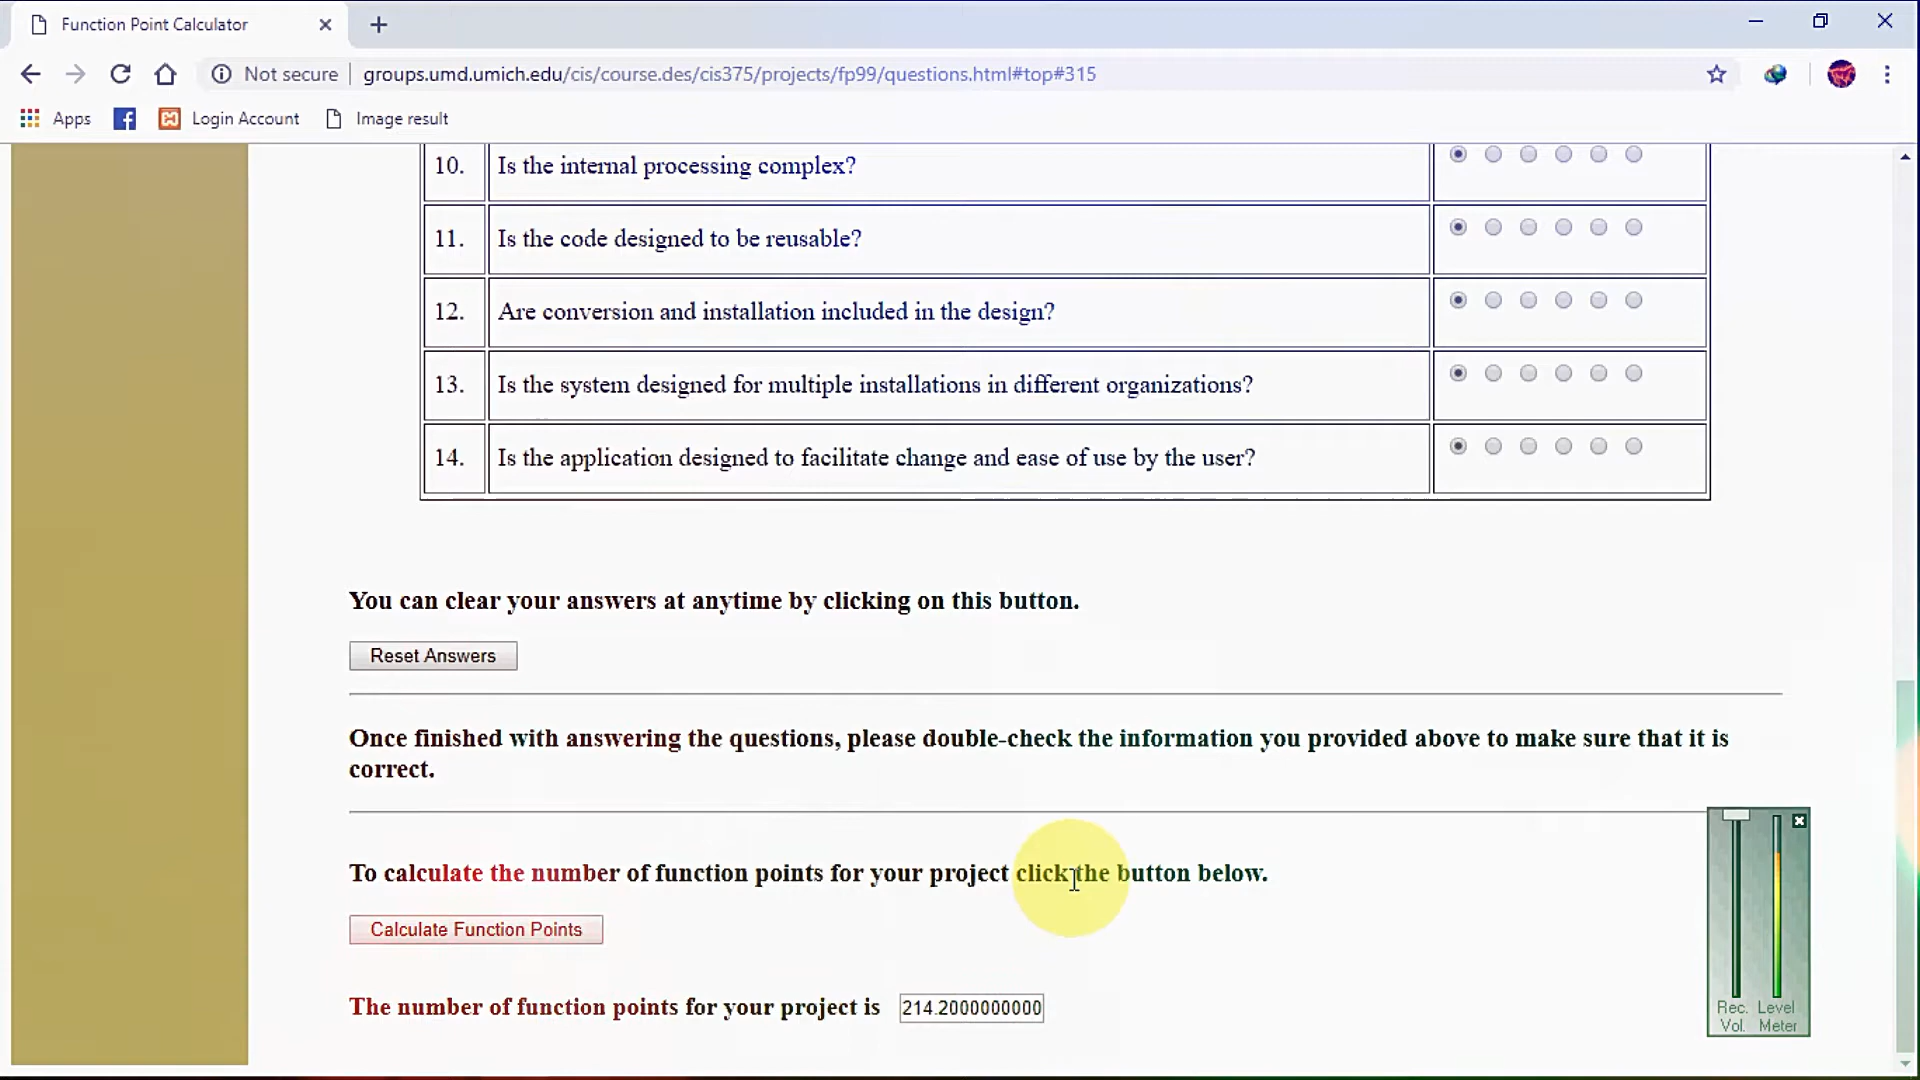 Function Point Calculator
Not secure
groups.umd.umich.edu/cis/course.des/cis375/projects/fp99/questions.html#top#315
Apps
Login Account
Image result
10. Is the internal processing complex?
11. Is the code designed to be reusable?
12. Are conversion and installation included in the design?
13. Is the system designed for multiple installations in different organizations?
14. Is the application designed to facilitate change and ease of use by the user?
You can clear your answers at anytime by clicking on this button.
Reset Answers
Once finished with answering the questions, please double-check the information you provided above to make sure that it is
correct.
To calculate the number of function points for your project click the button below.
Calculate Function Points
The number of function points for your project is 214.2000000000
Rec. Level
Vol. Meter